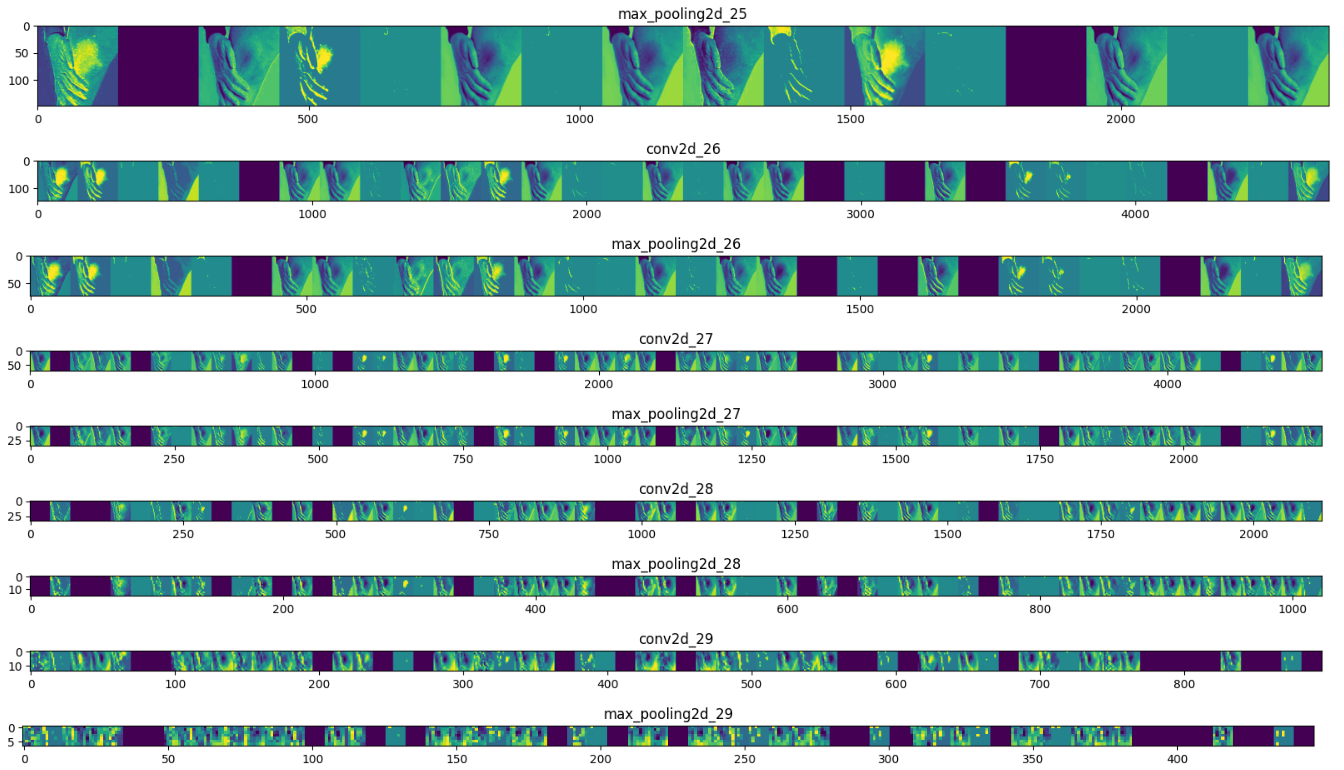 max_pooling2d_25
0
50
100
0 500 1000 1500 2000
conv2d_26
0
100
0 1000 2000 3000 4000
max_pooling2d_26
0
50
0 500 1000 1500 2000
conv2d_27
0
50
0 1000 2000 3000 4000
max_pooling2d_27
0
25
0 250 500 750 1000 1250 1500 1750 2000
conv2d_28
0
25
0 250 500 750 1000 1250 1500 1750 2000
max_pooling2d_28
0
10
0 200 400 600 800 1000
conv2d_29
0
10
0 100 200 300 400 500 600 700 800
max_pooling2d_29
0
5
0 50 100 150 200 250 300 350 400